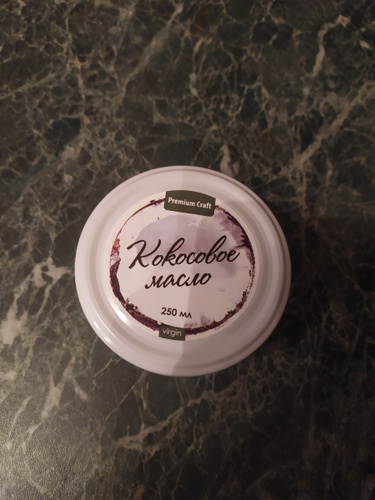 Premium Craft
Кокосовое
масло
250 мл
virgin